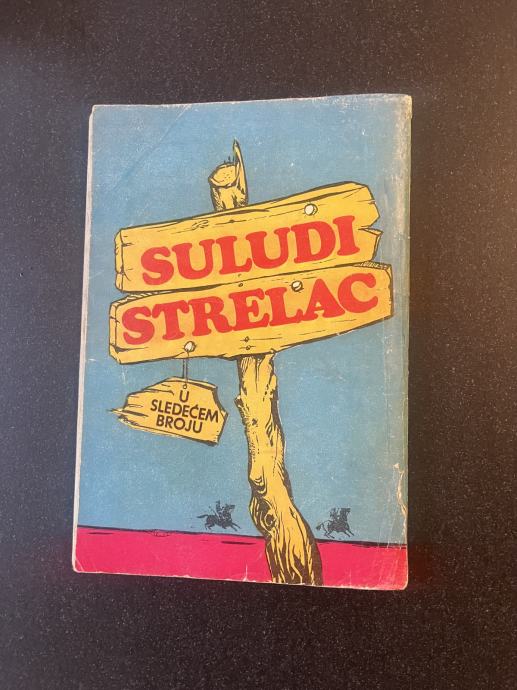 SULUDI
STRELAC
U
SLEDEĆEM
BROJU